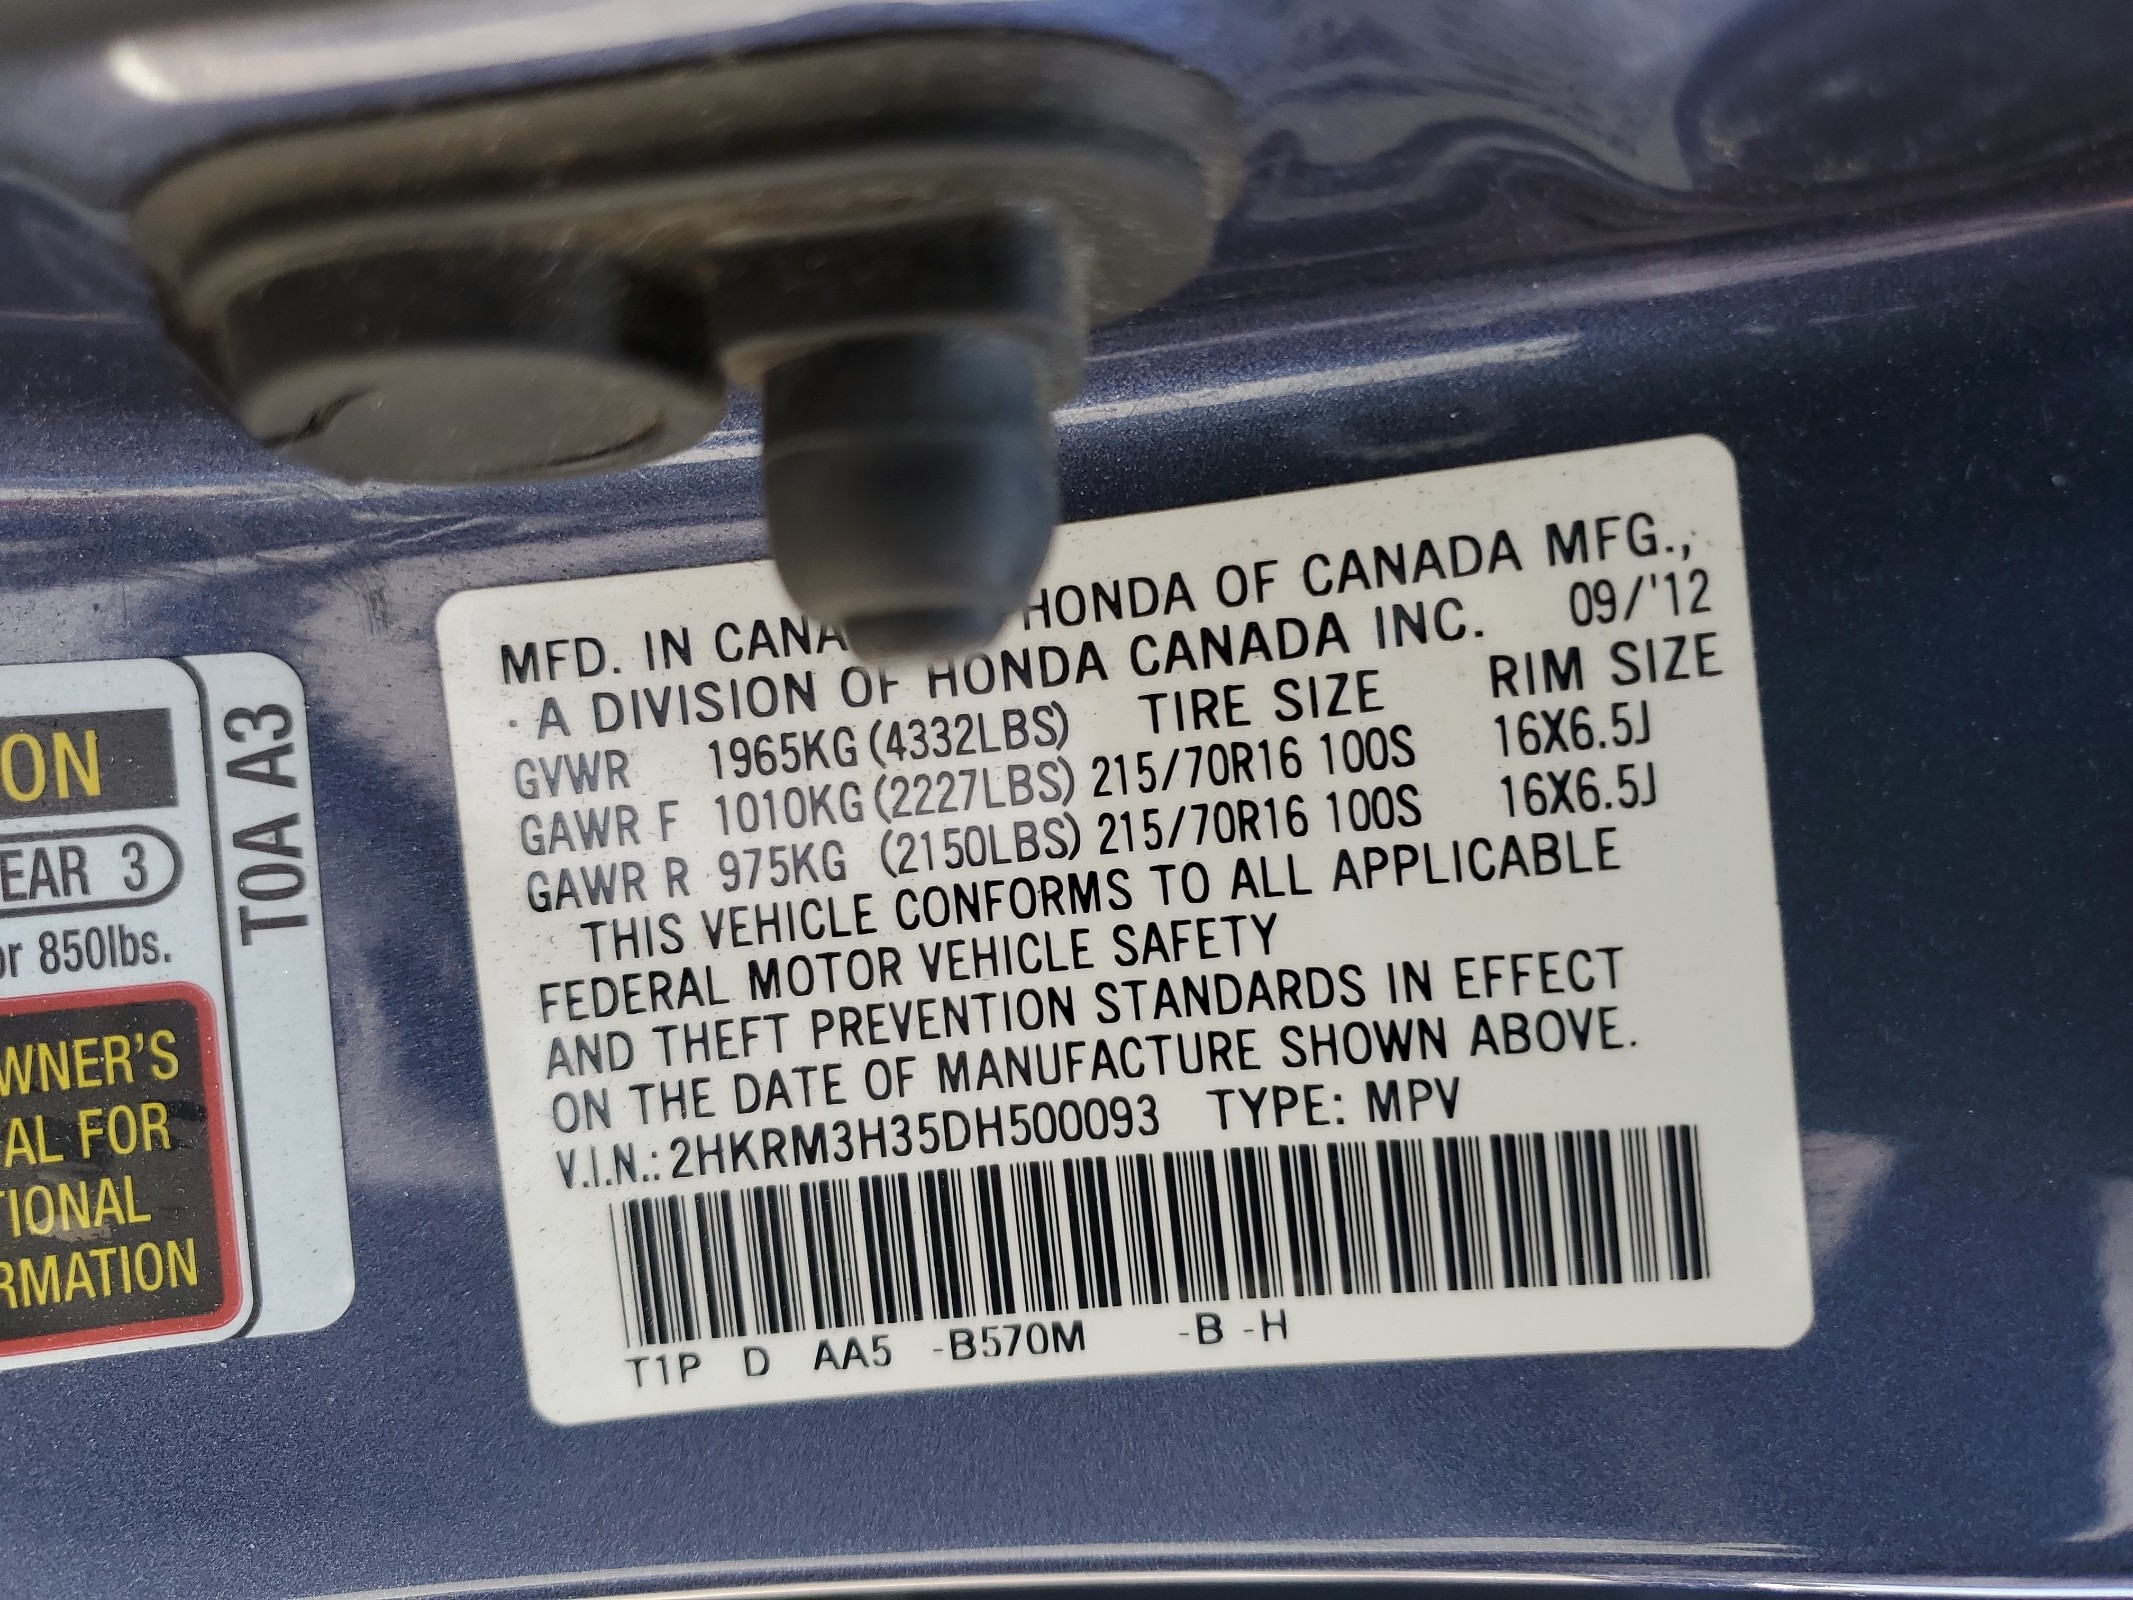 MFD. IN CANA HONDA OF CANADA MFG.,
A DIVISION OF HONDA CANADA INC. 09/'12
GVWR 1965KG (4332LBS) TIRE SIZE RIM SIZE
GAWR F 1010KG (2227LBS) 215/70R16 100S 16X6.5J
GAWR R 975KG (2150LBS) 215/70R16 100S 16X6.5J
THIS VEHICLE CONFORMS TO ALL APPLICABLE
FEDERAL MOTOR VEHICLE SAFETY
AND THEFT PREVENTION STANDARDS IN EFFECT
ON THE DATE OF MANUFACTURE SHOWN ABOVE.
V.I.N.: 2HKRM3H35DH500093 TYPE: MPV
T1P D AA5 -B570M -B -H
ON
EAR 3
or 850lbs.
WNER'S
AL FOR
TIONAL
RMATION
T0A A3